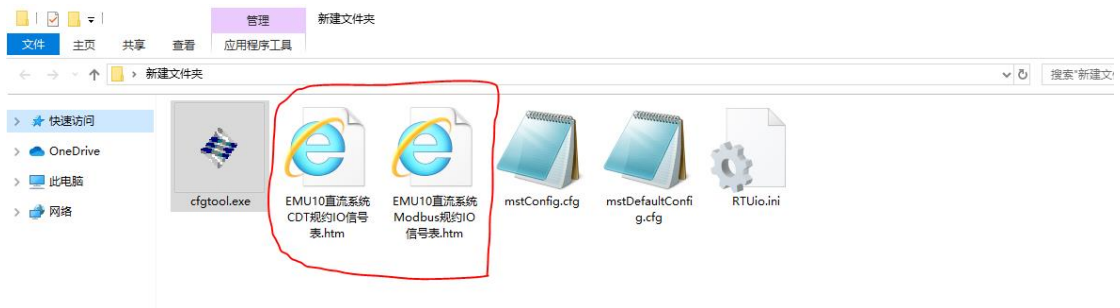 管理
新建文件夹
文件
主页
共享
查看
应用程序工具
新建文件夹
搜索"新建文
快速访问
OneDrive
此电脑
网络
cfgtool.exe
EMU10直流系统
CDT规约IO信号
表.htm
EMU10直流系统
Modbus规约IO
信号表.htm
mstConfig.cfg
mstDefaultConfi
g.cfg
RTUio.ini